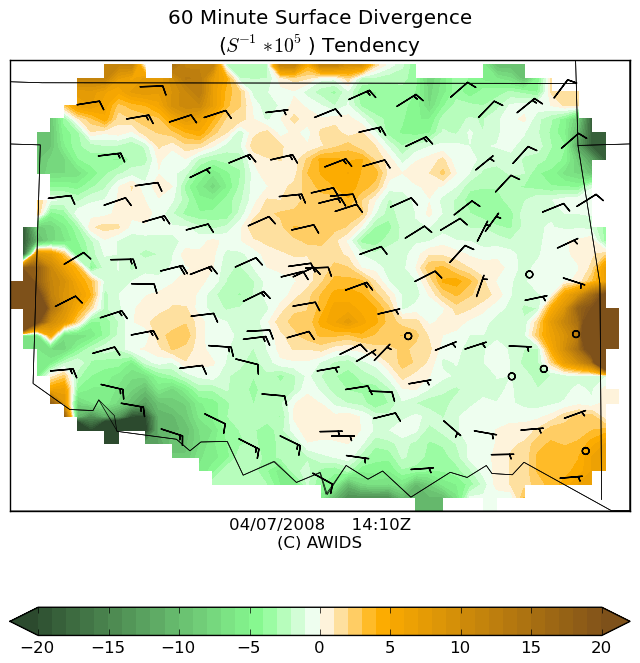 60 Minute Surface Divergence
(S⁻¹ * 10⁵ ) Tendency
04/07/2008 14:10Z
(C) AWIDS
−20 −15 −10 −5 0 5 10 15 20